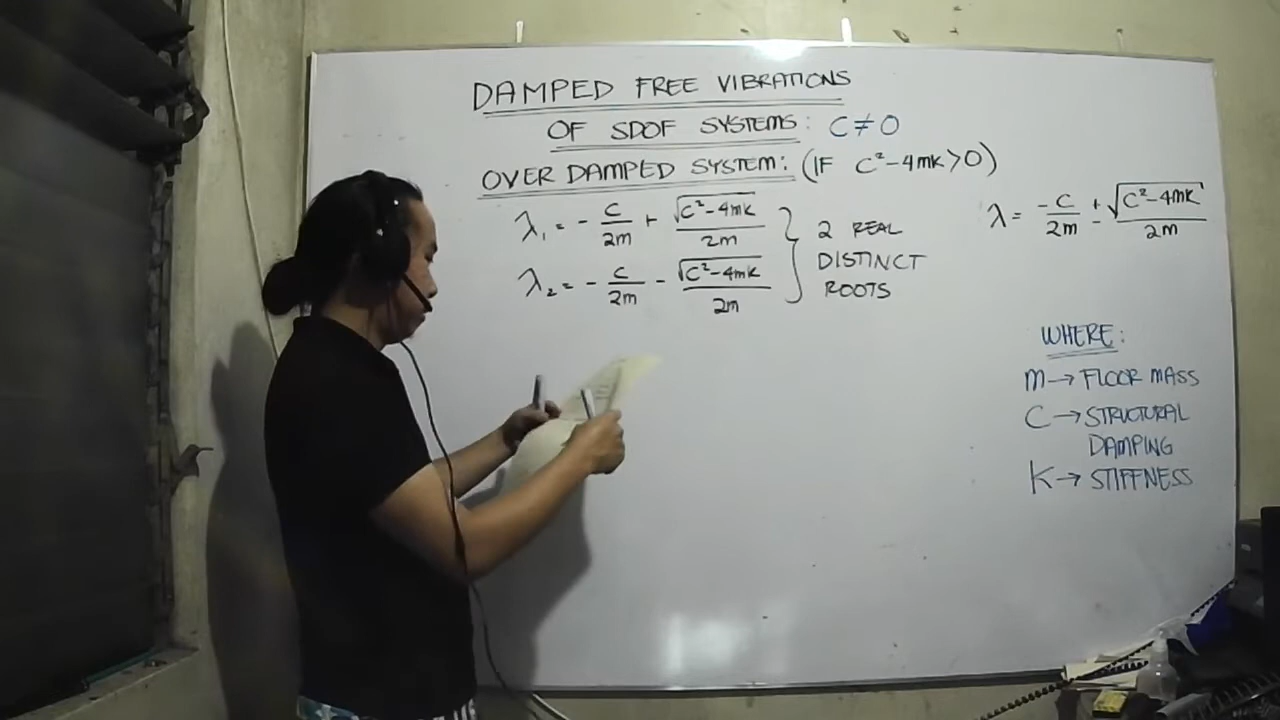 DAMPED FREE VIBRATIONS
OF SDOF SYSTEMS: C≠0
OVER DAMPED SYSTEM: (IF C²-4mk>0)
λ₁ = - C/2m + √(C²-4mk)/2m
λ₂ = - C/2m - √(C²-4mk)/2m
2 REAL
DISTINCT
ROOTS
λ = -C/2m ± √(C²-4mk)/2m
WHERE:
m → FLOOR MASS
C → STRUCTURAL
DAMPING
K → STIFFNESS